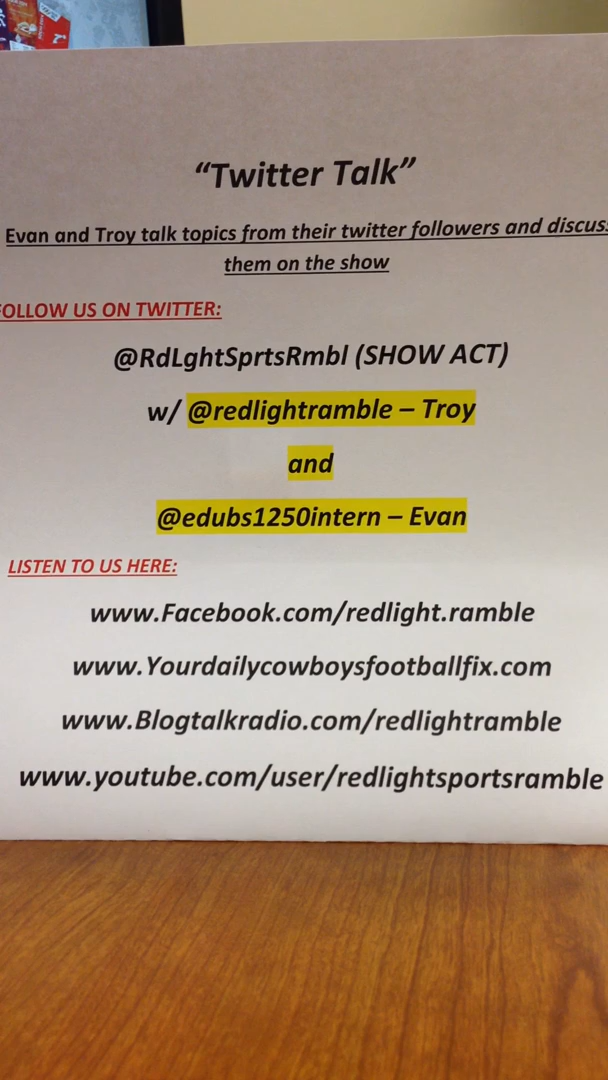 “Twitter Talk”
Evan and Troy talk topics from their twitter followers and discuss
them on the show
FOLLOW US ON TWITTER:
@RdLghtSprtsRmbl (SHOW ACT)
w/ @redlightramble – Troy
and
@edubs1250intern – Evan
LISTEN TO US HERE:
www.Facebook.com/redlight.ramble
www.Yourdailycowboysfootballfix.com
www.Blogtalkradio.com/redlightramble
www.youtube.com/user/redlightsportsramble